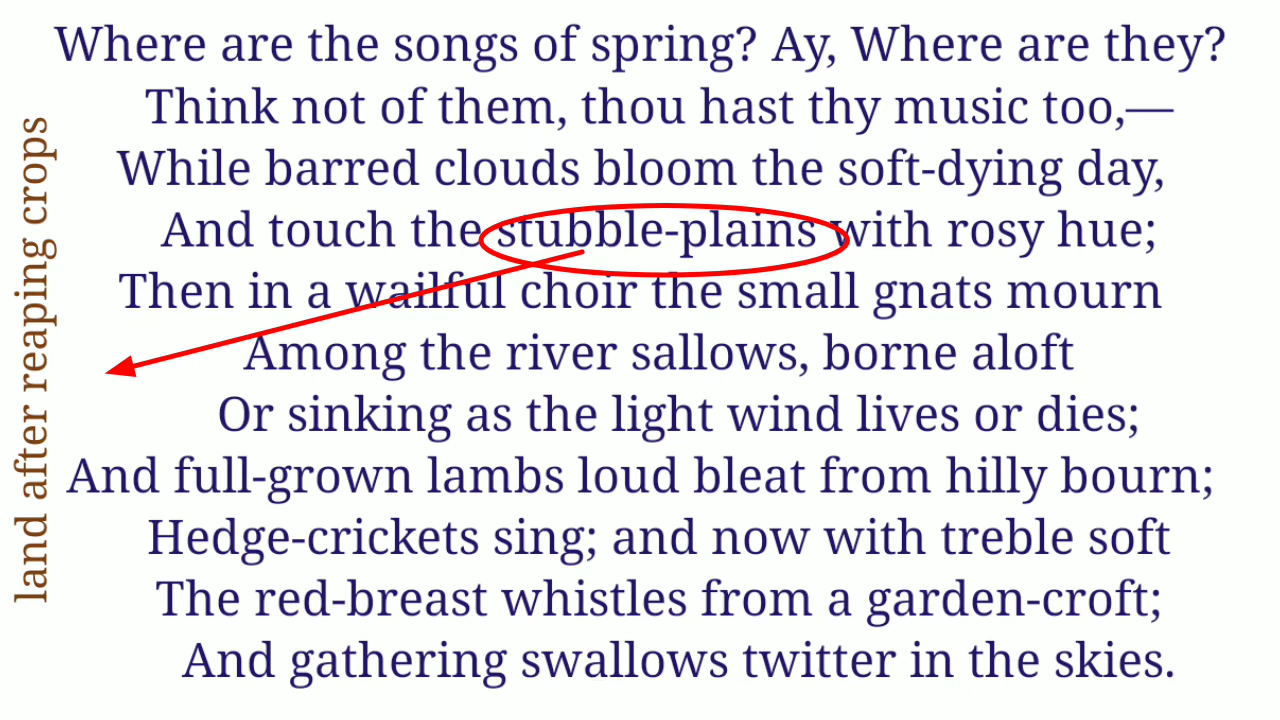 Where are the songs of spring? Ay, Where are they?
Think not of them, thou hast thy music too,—
While barred clouds bloom the soft-dying day,
And touch the stubble-plains with rosy hue;
Then in a wailful choir the small gnats mourn
Among the river sallows, borne aloft
Or sinking as the light wind lives or dies;
And full-grown lambs loud bleat from hilly bourn;
Hedge-crickets sing; and now with treble soft
The red-breast whistles from a garden-croft;
And gathering swallows twitter in the skies.
land after reaping crops